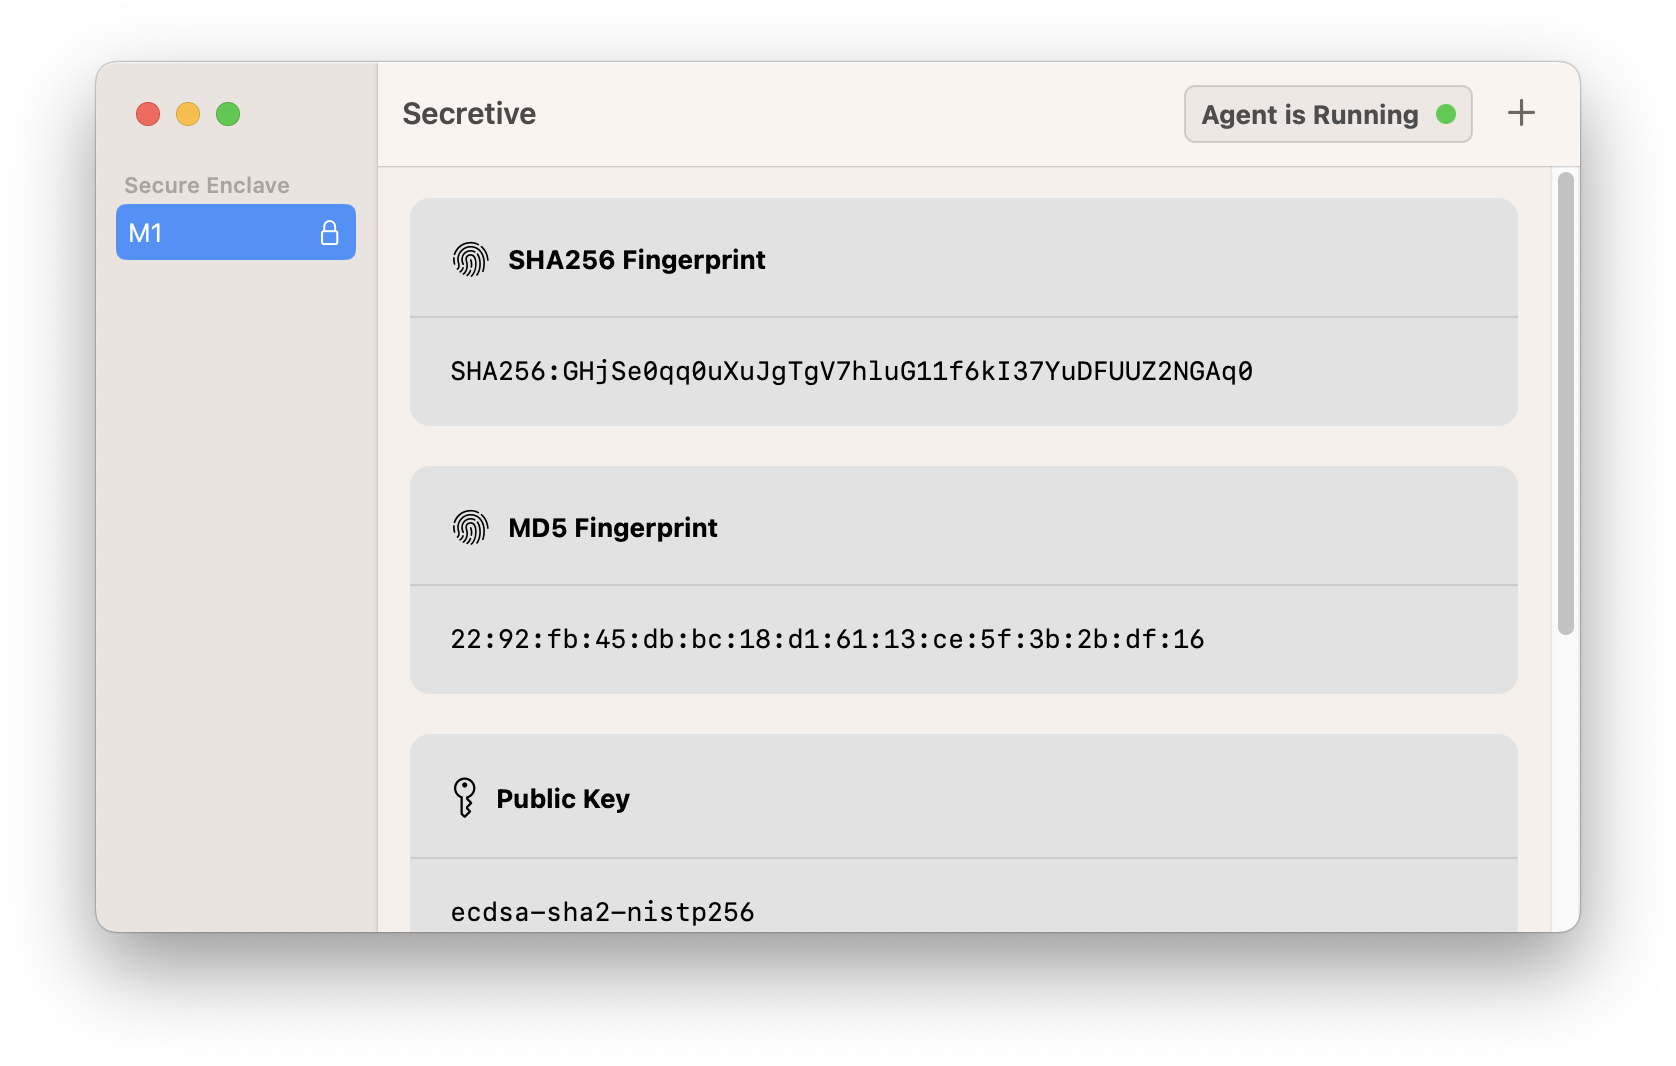 Secretive
Agent is Running
Secure Enclave
M1
SHA256 Fingerprint
SHA256:GHjSe0qq0uXuJgTgV7hluG11f6kI37YuDFUUZ2NGAq0
MD5 Fingerprint
22:92:fb:45:db:bc:18:d1:61:13:ce:5f:3b:2b:df:16
Public Key
ecdsa-sha2-nistp256